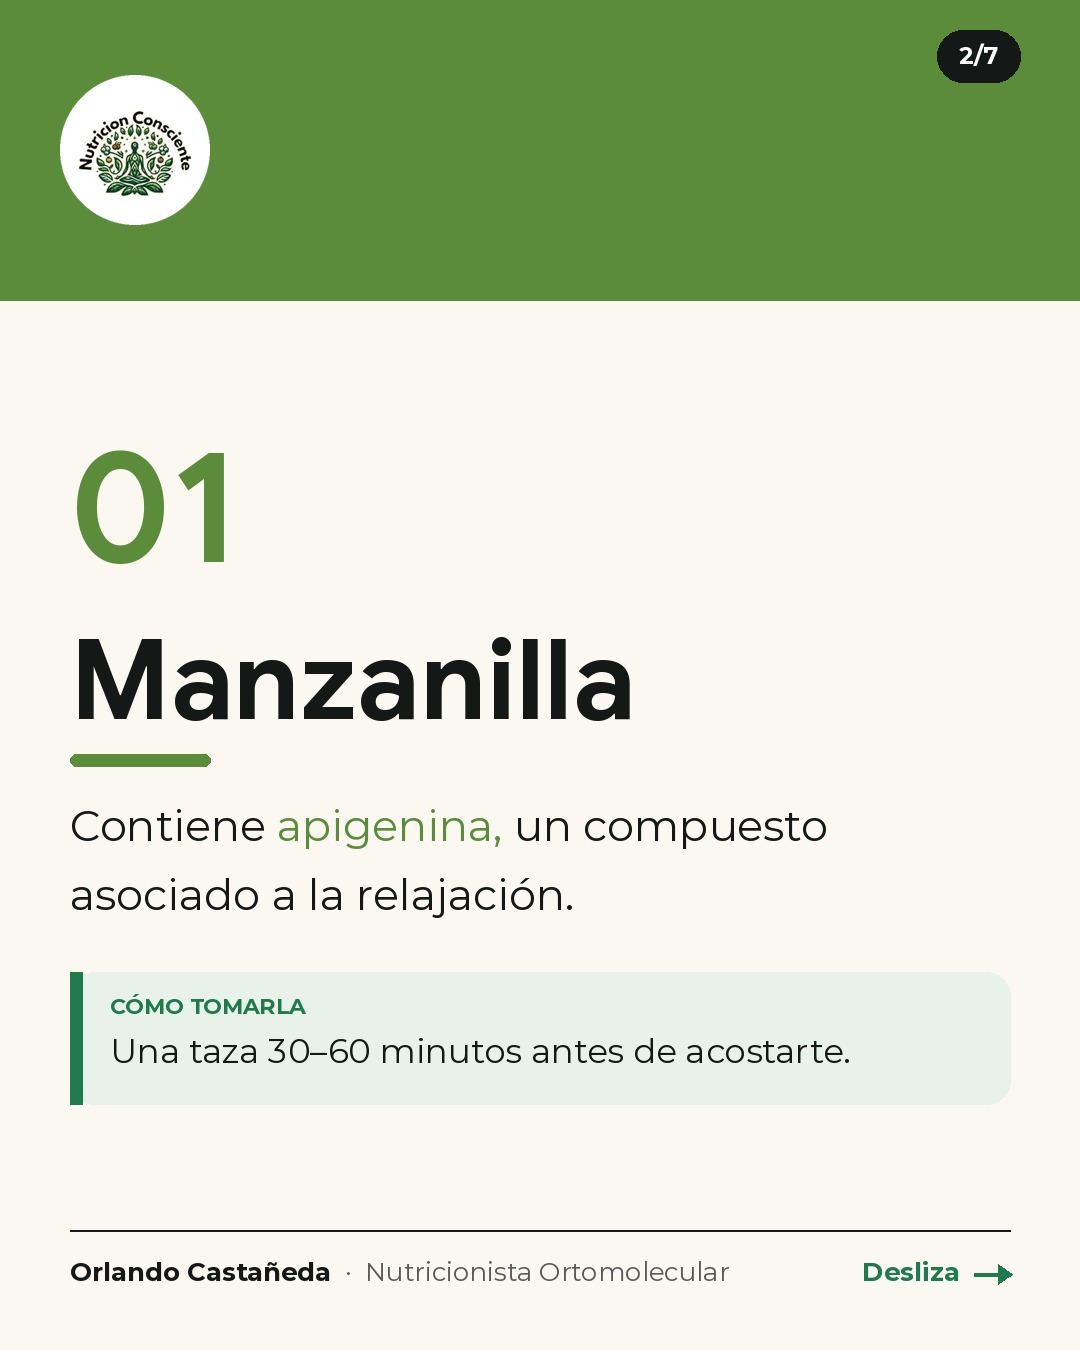 2/7
Nutricion Consciente
01
Manzanilla
Contiene apigenina, un compuesto
asociado a la relajación.
CÓMO TOMARLA
Una taza 30–60 minutos antes de acostarte.
Orlando Castañeda · Nutricionista Ortomolecular
Desliza →